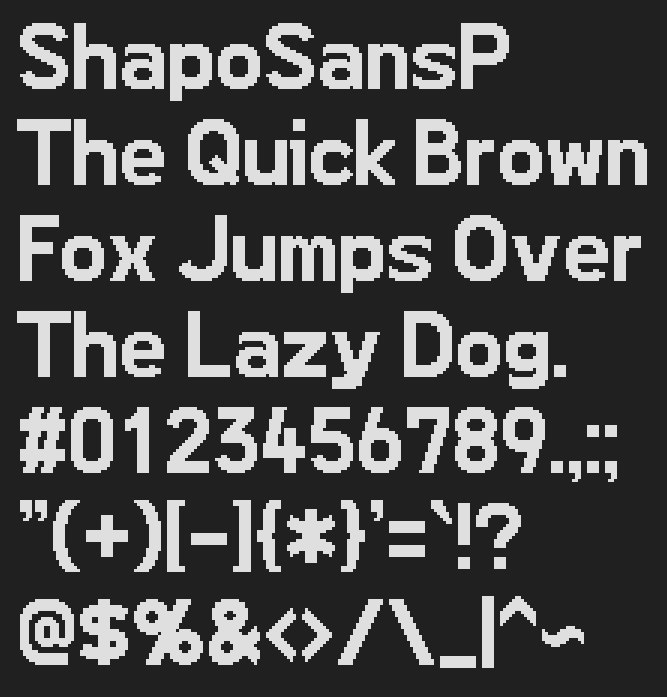 ShapoSansP
The Quick Brown
Fox Jumps Over
The Lazy Dog.
#0123456789.,:;
"(+)[-]{*}'=`!?
@$%&<>/\_|^~